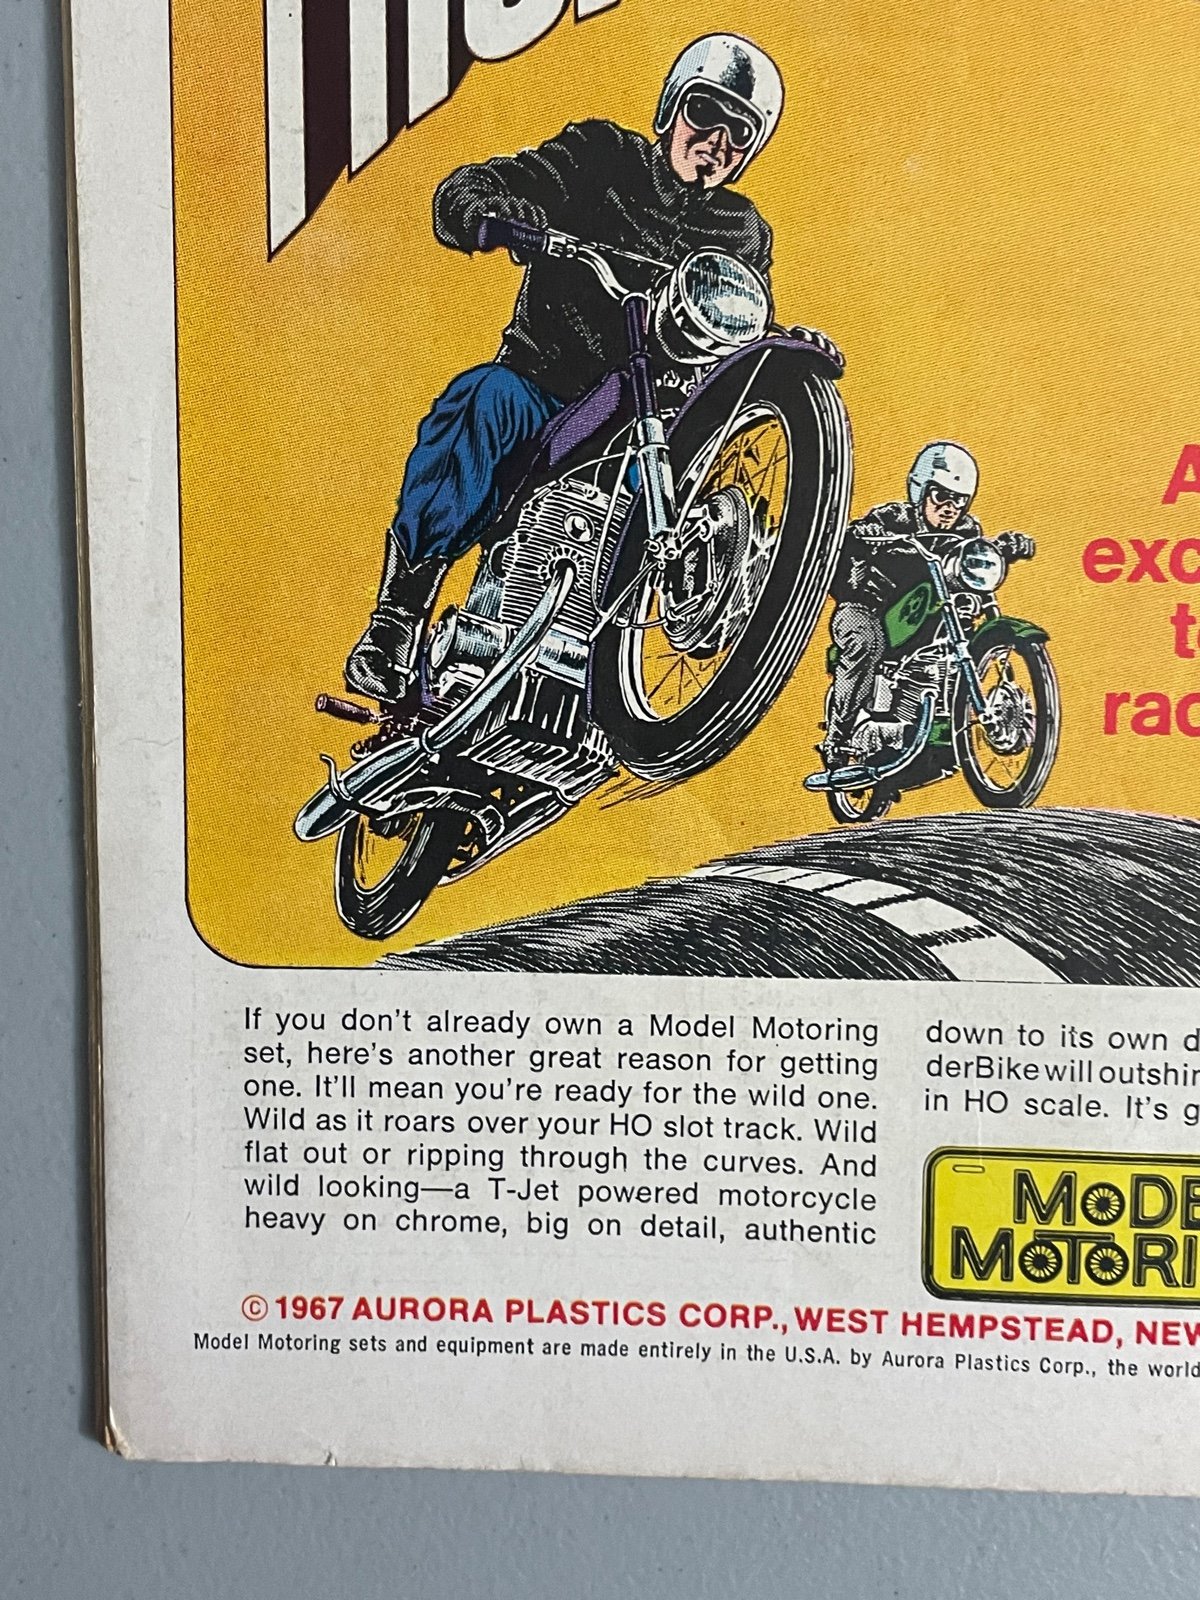 If you don't already own a Model Motoring
set, here's another great reason for getting
one. It'll mean you're ready for the wild one.
Wild as it roars over your HO slot track. Wild
flat out or ripping through the curves. And
wild looking—a T-Jet powered motorcycle
heavy on chrome, big on detail, authentic
down to its own
derBike will
in HO scale. It's
MODE
MOTORI
© 1967 AURORA PLASTICS CORP., WEST HEMPSTEAD, NEW
Model Motoring sets and equipment are made entirely in the U.S.A. by Aurora Plastics Corp., the world